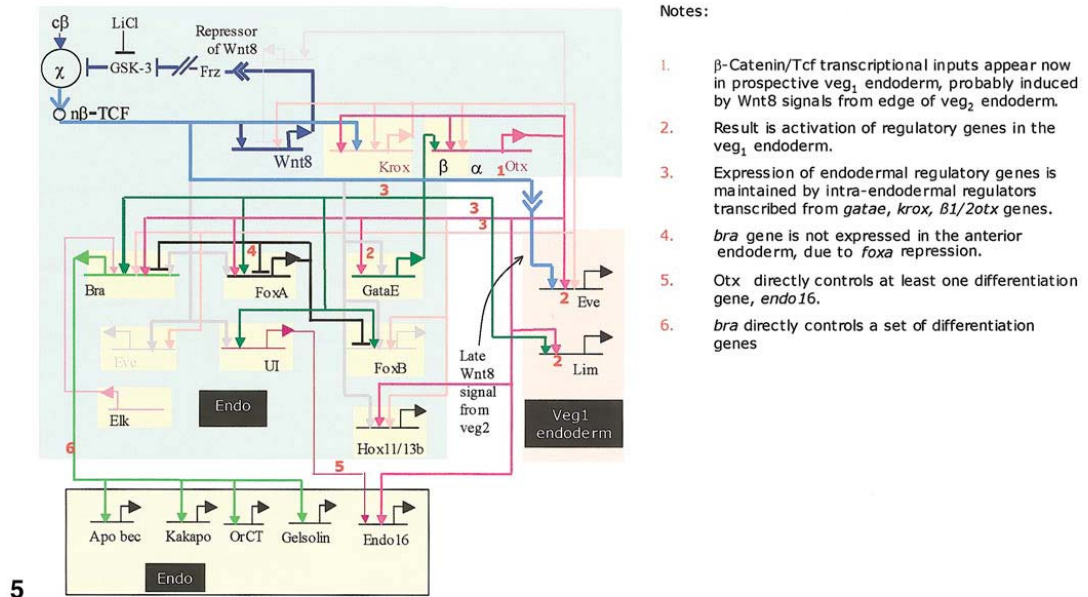 cβ
LiCl
Repressor
of Wnt8
χ
GSK-3
Frz
nβ-TCF
Wnt8
Krox
β
α
1
Otx
3
3
3
4
2
Bra
FoxA
GataE
2
Eve
Eve
UI
FoxB
2
Lim
Late
Wnt8
signal
from
veg2
Elk
Endo
Hox11/13b
Veg1
endoderm
6
5
Apo bec
Kakapo
OrCT
Gelsolin
Endo16
Endo
5
Notes:
1. β-Catenin/Tcf transcriptional inputs appear now
in prospective veg₁ endoderm, probably induced
by Wnt8 signals from edge of veg₂ endoderm.
2. Result is activation of regulatory genes in the
veg₁ endoderm.
3. Expression of endodermal regulatory genes is
maintained by intra-endodermal regulators
transcribed from gatae, krox, ß1/2otx genes.
4. bra gene is not expressed in the anterior
endoderm, due to foxa repression.
5. Otx directly controls at least one differentiation
gene, endo16.
6. bra directly controls a set of differentiation
genes